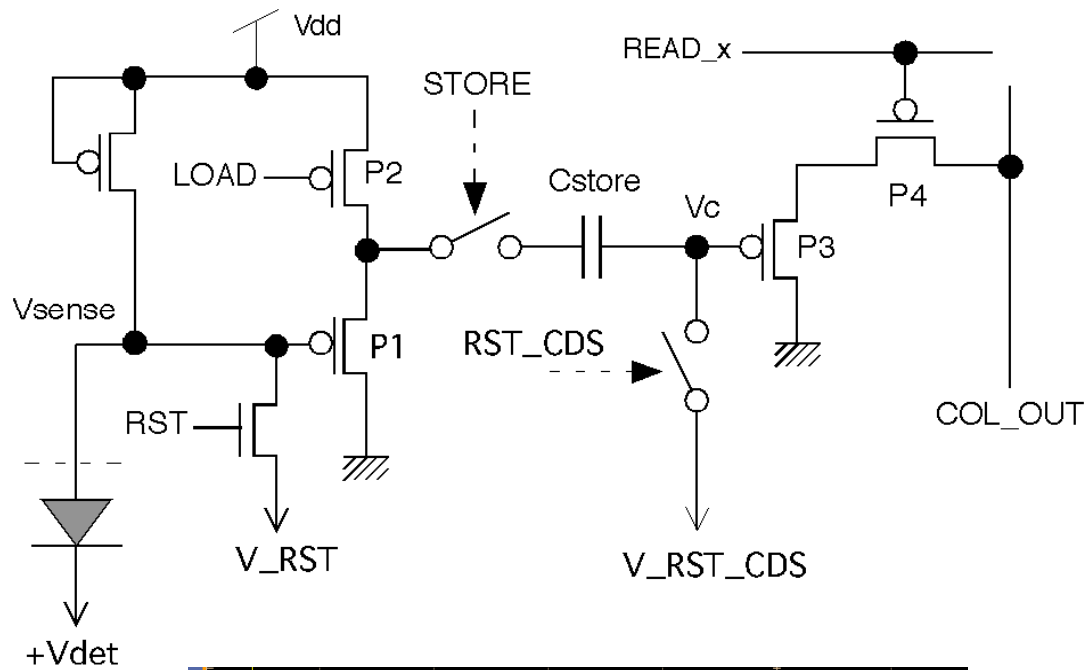 Vdd
READ_x
STORE
LOAD
P2
Cstore
Vc
P4
P3
Vsense
P1
RST_CDS
RST
COL_OUT
V_RST
V_RST_CDS
+Vdet